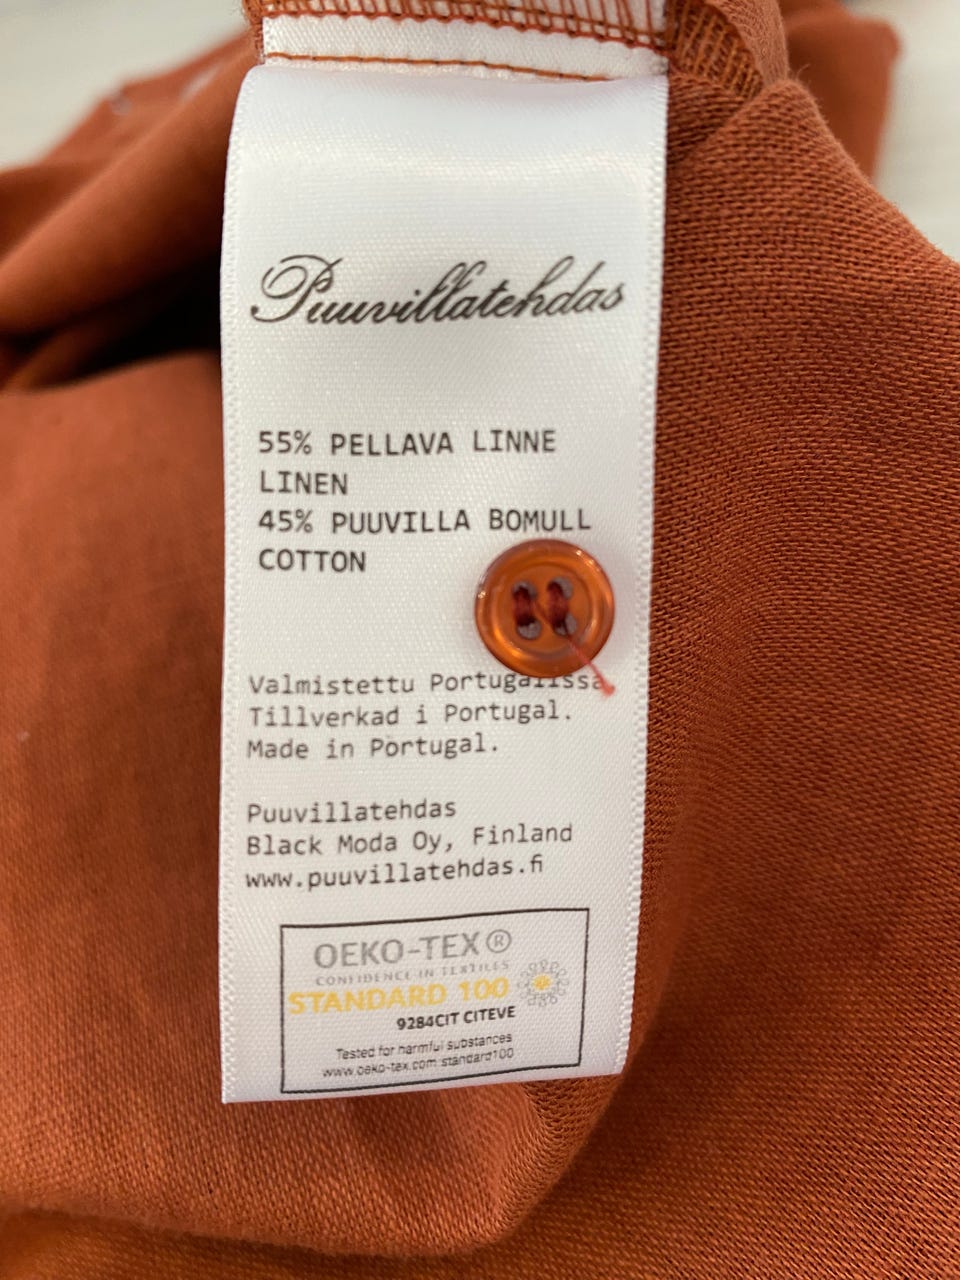 Puuvillatehdas
55% PELLAVA LINNE
LINEN
45% PUUVILLA BOMULL
COTTON
Valmistettu Portugalissa
Tillverkad i Portugal.
Made in Portugal.
Puuvillatehdas
Black Moda Oy, Finland
www.puuvillatehdas.fi
OEKO-TEX®
CONFIDENCE IN TEXTILES
STANDARD 100
9284CIT CITEVE
Tested for harmful substances
www.oeko-tex.com/standard100